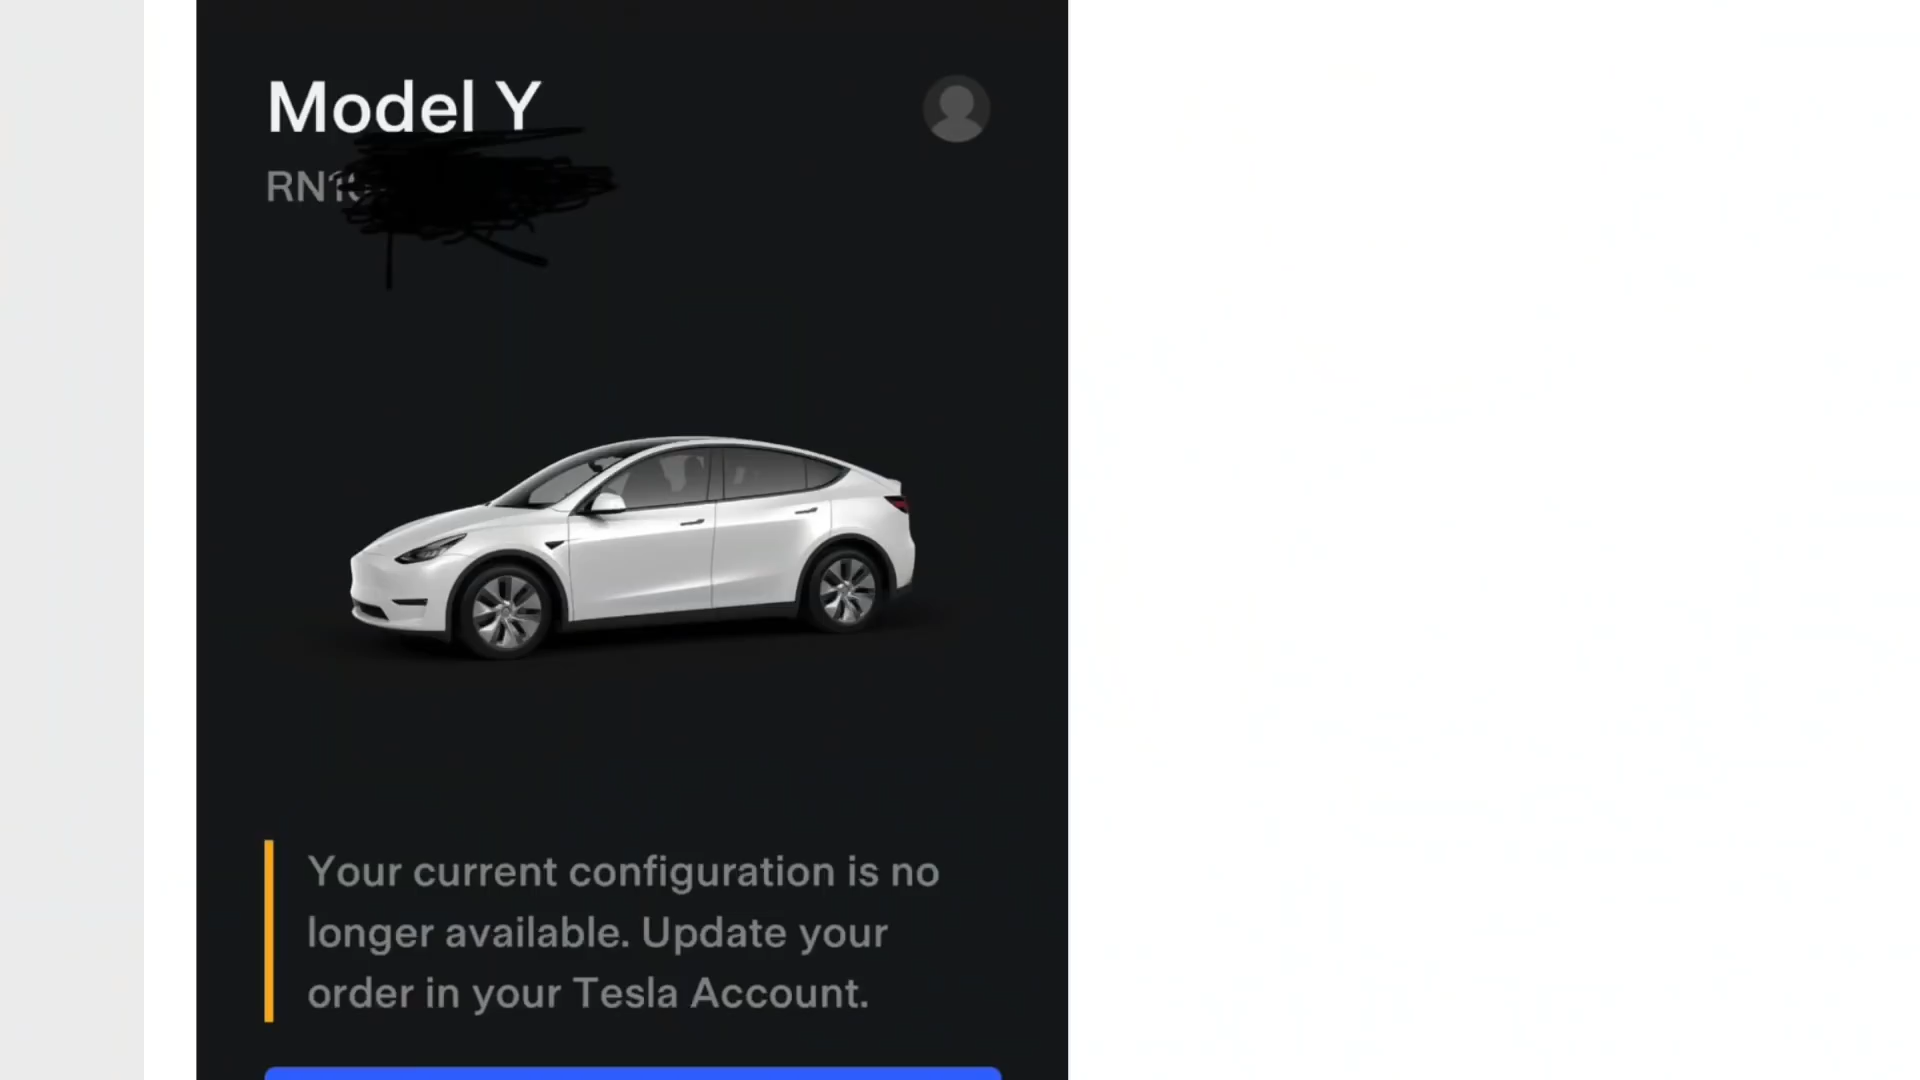 Model Y
RN1
Your current configuration is no
longer available. Update your
order in your Tesla Account.